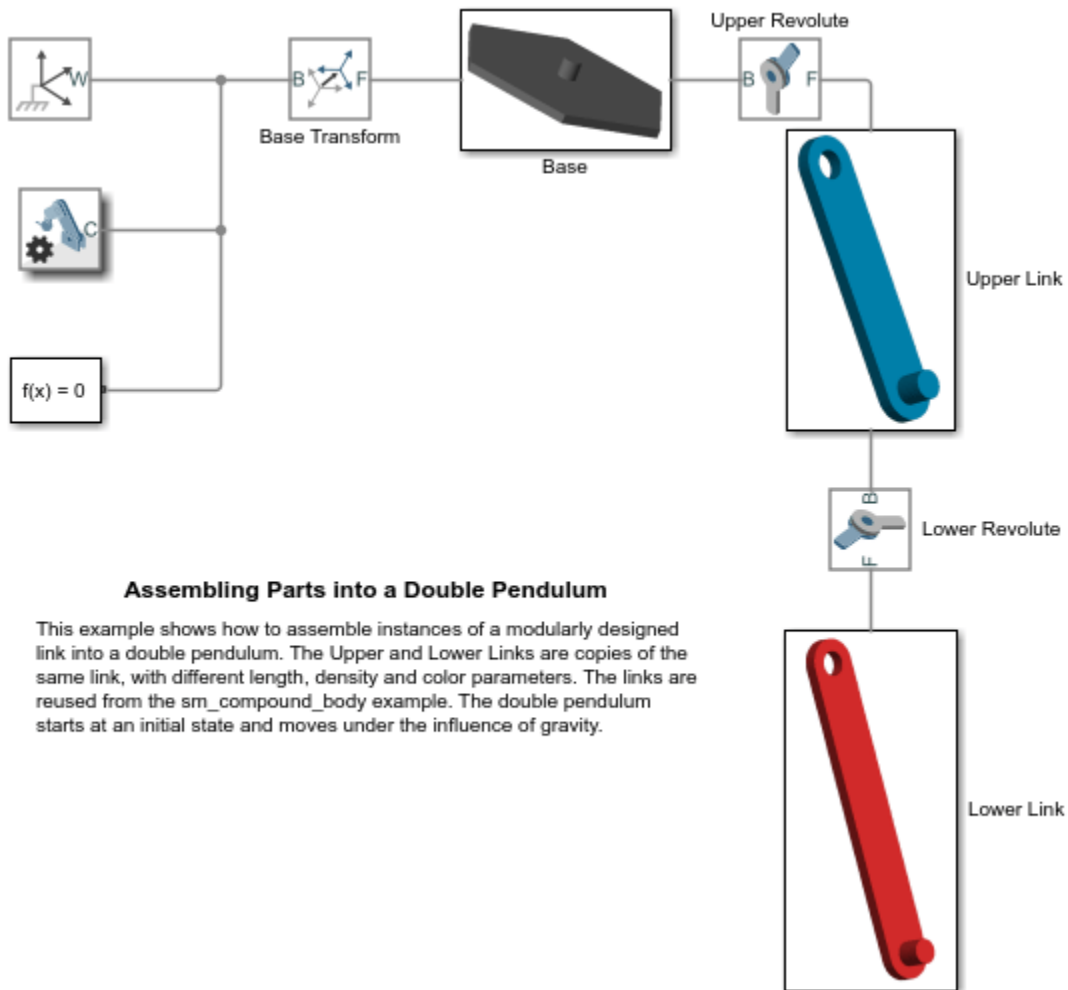 Upper Revolute
W
B
F
B
F
Base Transform
Base
C
Upper Link
f(x) = 0
B
Lower Revolute
F
Assembling Parts into a Double Pendulum
This example shows how to assemble instances of a modularly designed
link into a double pendulum. The Upper and Lower Links are copies of the
same link, with different length, density and color parameters. The links are
reused from the sm_compound_body example. The double pendulum
starts at an initial state and moves under the influence of gravity.
Lower Link